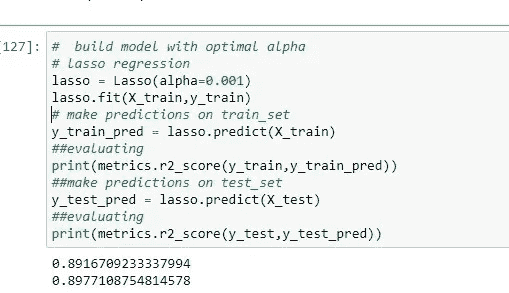 [127]: # build model with optimal alpha
# lasso regression
lasso = Lasso(alpha=0.001)
lasso.fit(X_train,y_train)
# make predictions on train_set
y_train_pred = lasso.predict(X_train)
##evaluating
print(metrics.r2_score(y_train,y_train_pred))
##make predictions on test_set
y_test_pred = lasso.predict(X_test)
##evaluating
print(metrics.r2_score(y_test,y_test_pred))
0.8916709233337994
0.8977108754814578